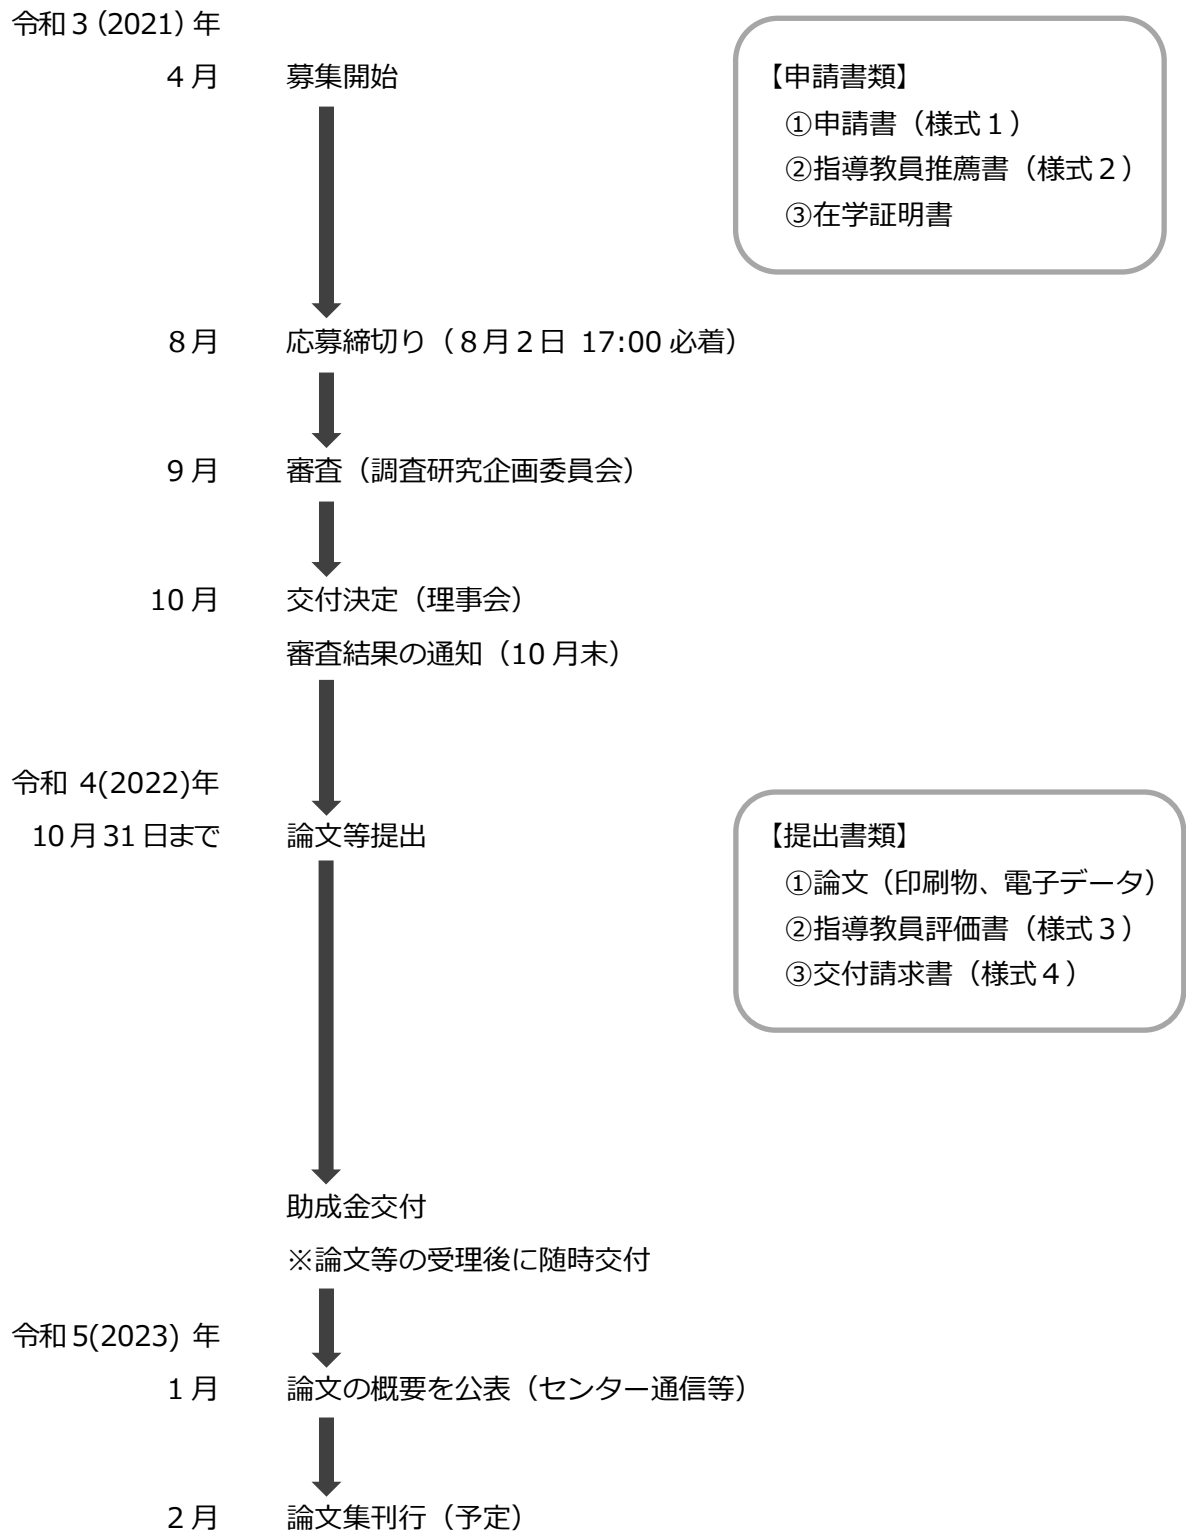 令和３（2021）年
４月 募集開始
【申請書類】
①申請書（様式１）
②指導教員推薦書（様式２）
③在学証明書
８月 応募締切り（８月２日 17:00 必着）
９月 審査（調査研究企画委員会）
10 月 交付決定（理事会）
審査結果の通知（10 月末）
令和 4(2022)年
10 月 31 日まで 論文等提出
【提出書類】
①論文（印刷物、電子データ）
②指導教員評価書（様式３）
③交付請求書（様式４）
助成金交付
※論文等の受理後に随時交付
令和 5(2023) 年
１月 論文の概要を公表（センター通信等）
２月 論文集刊行（予定）